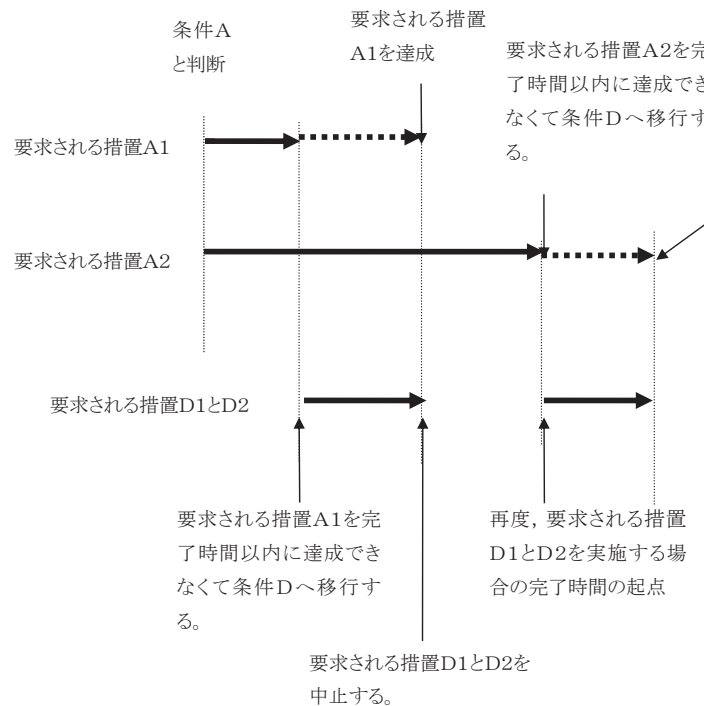 条件A
と判断
要求される措置
A1を達成
要求される措置A2を完
了時間以内に達成でき
なくて条件Dへ移行す
る。
要求される措置A1
要求される措置A2
要求される措置D1とD2
要求される措置A1を完
了時間以内に達成でき
なくて条件Dへ移行す
る。
再度，要求される措置
D1とD2を実施する場
合の完了時間の起点
要求される措置D1とD2を
中止する。